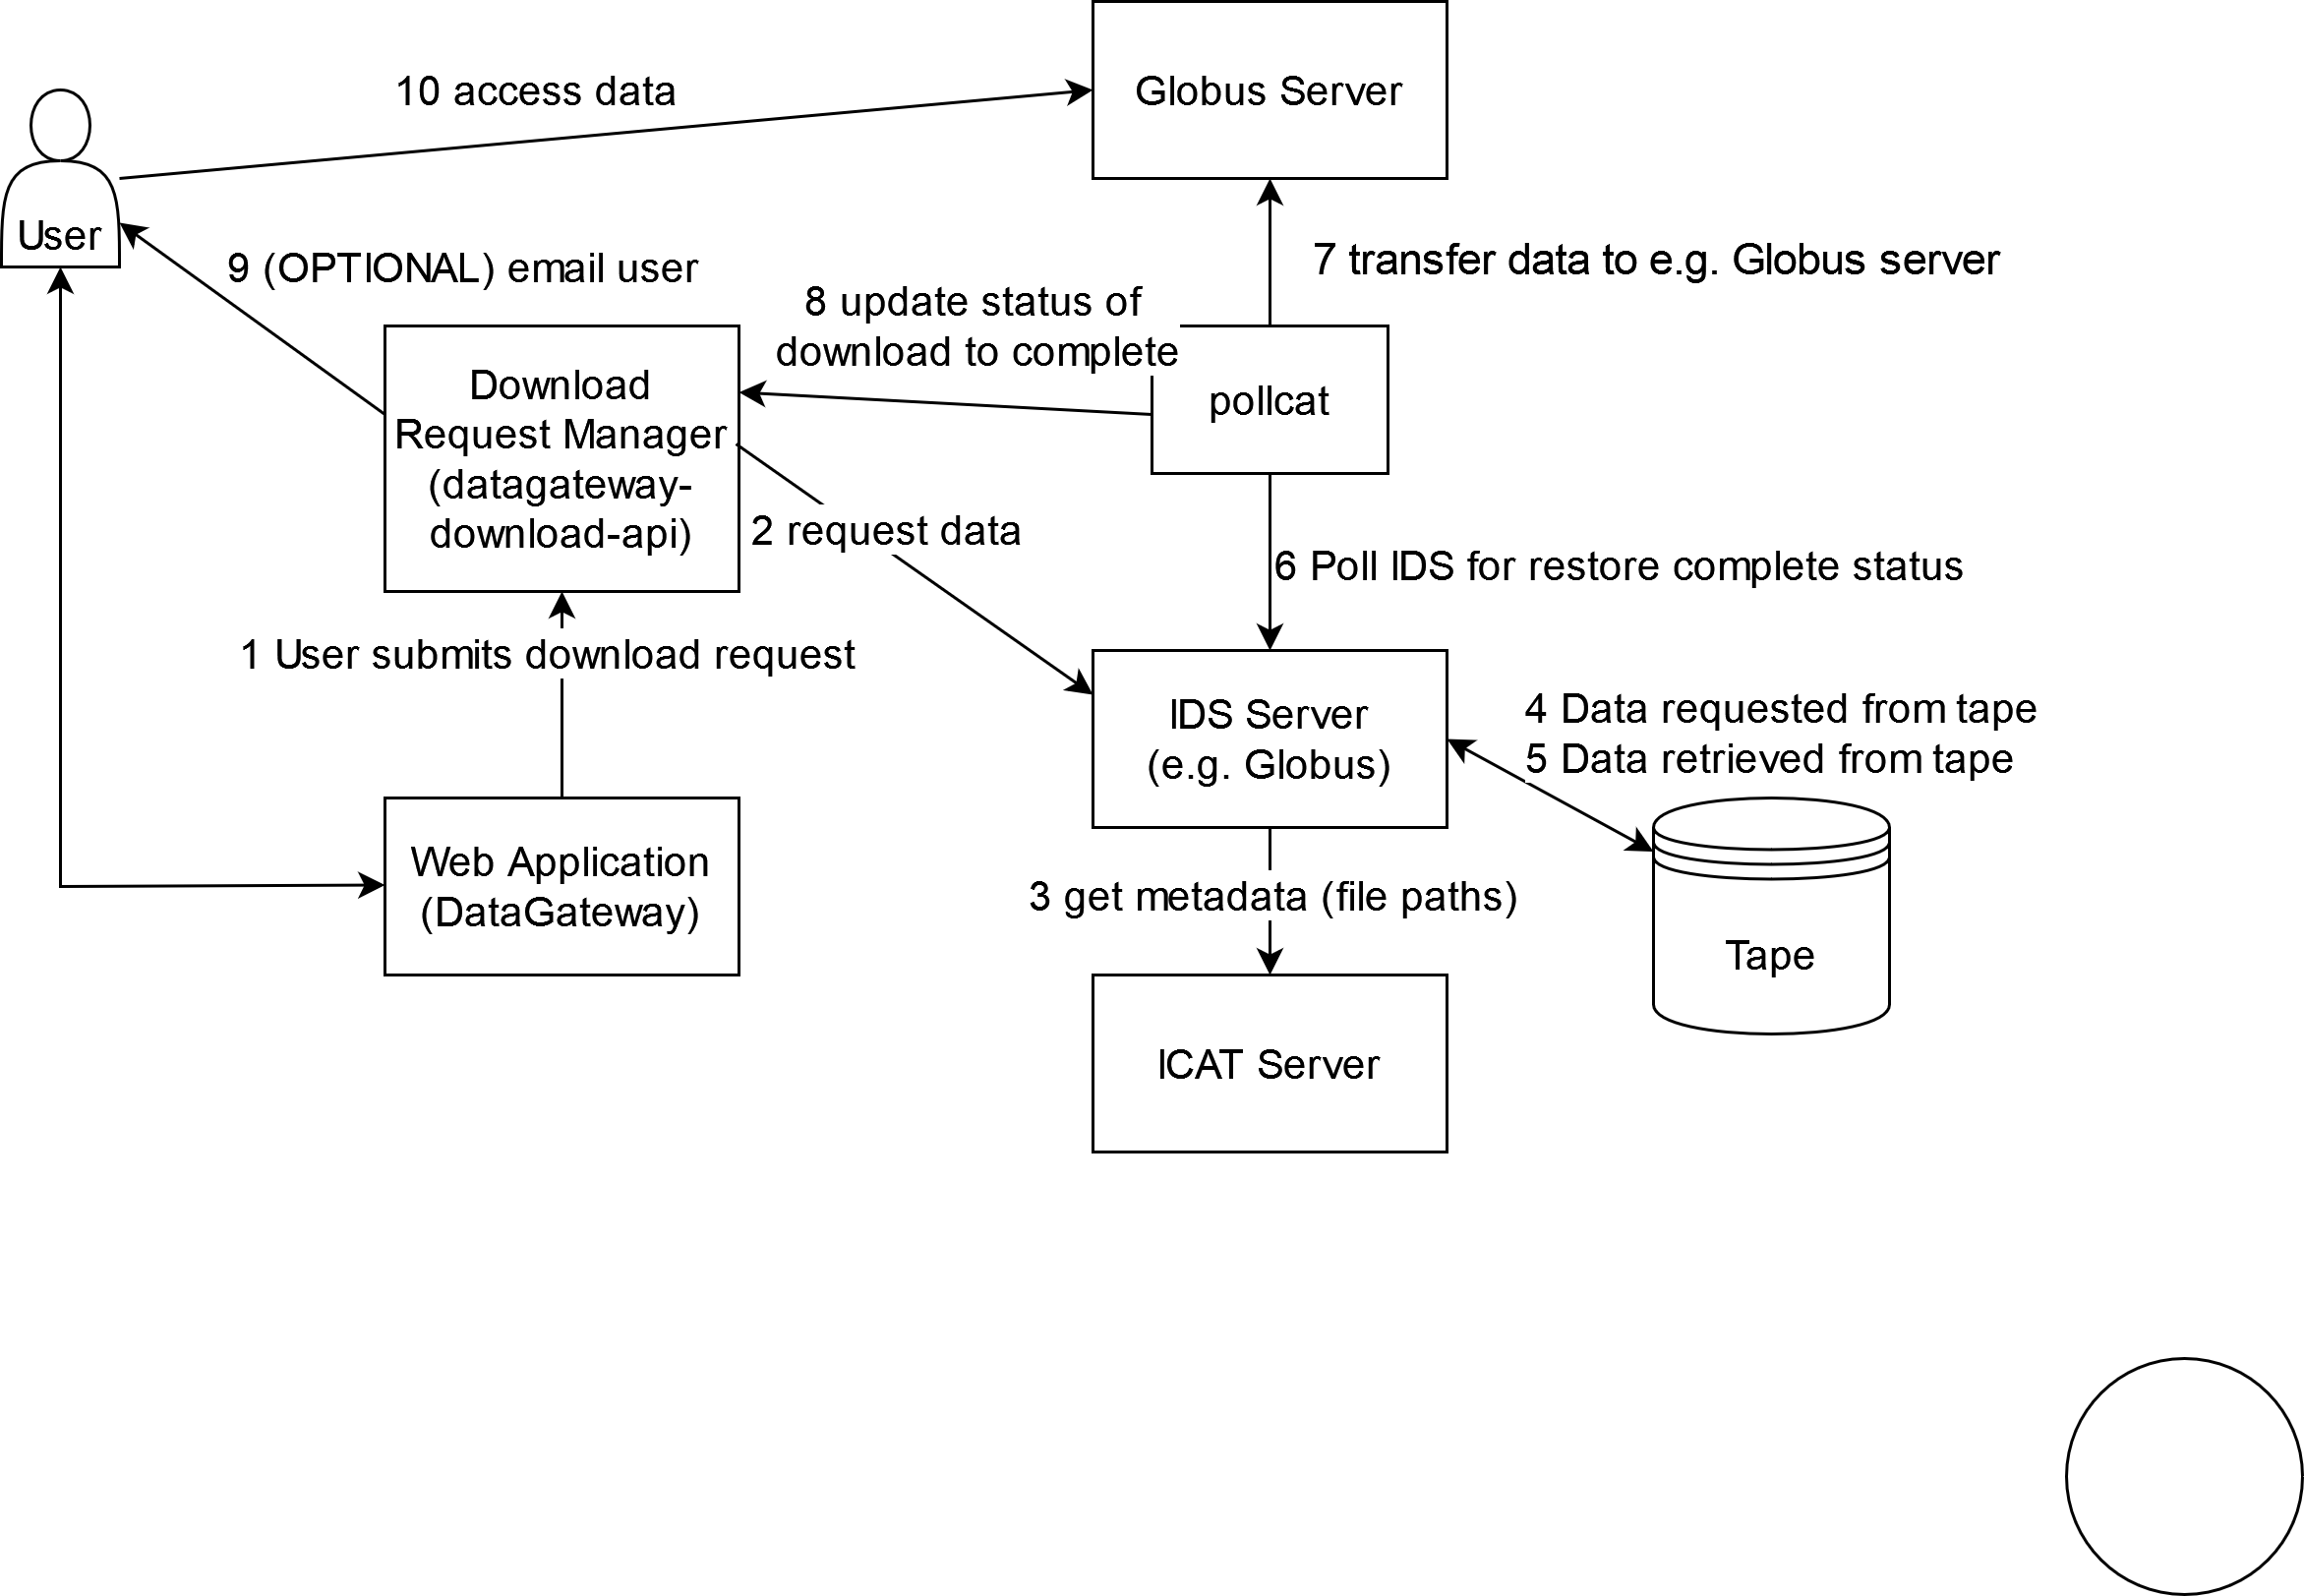 10 access data
Globus Server
User
9 (OPTIONAL) email user
7 transfer data to e.g. Globus server
8 update status of
download to complete
pollcat
Download
Request Manager
(datagateway-
download-api)
2 request data
6 Poll IDS for restore complete status
1 User submits download request
IDS Server
(e.g. Globus)
4 Data requested from tape
5 Data retrieved from tape
Web Application
(DataGateway)
3 get metadata (file paths)
Tape
ICAT Server